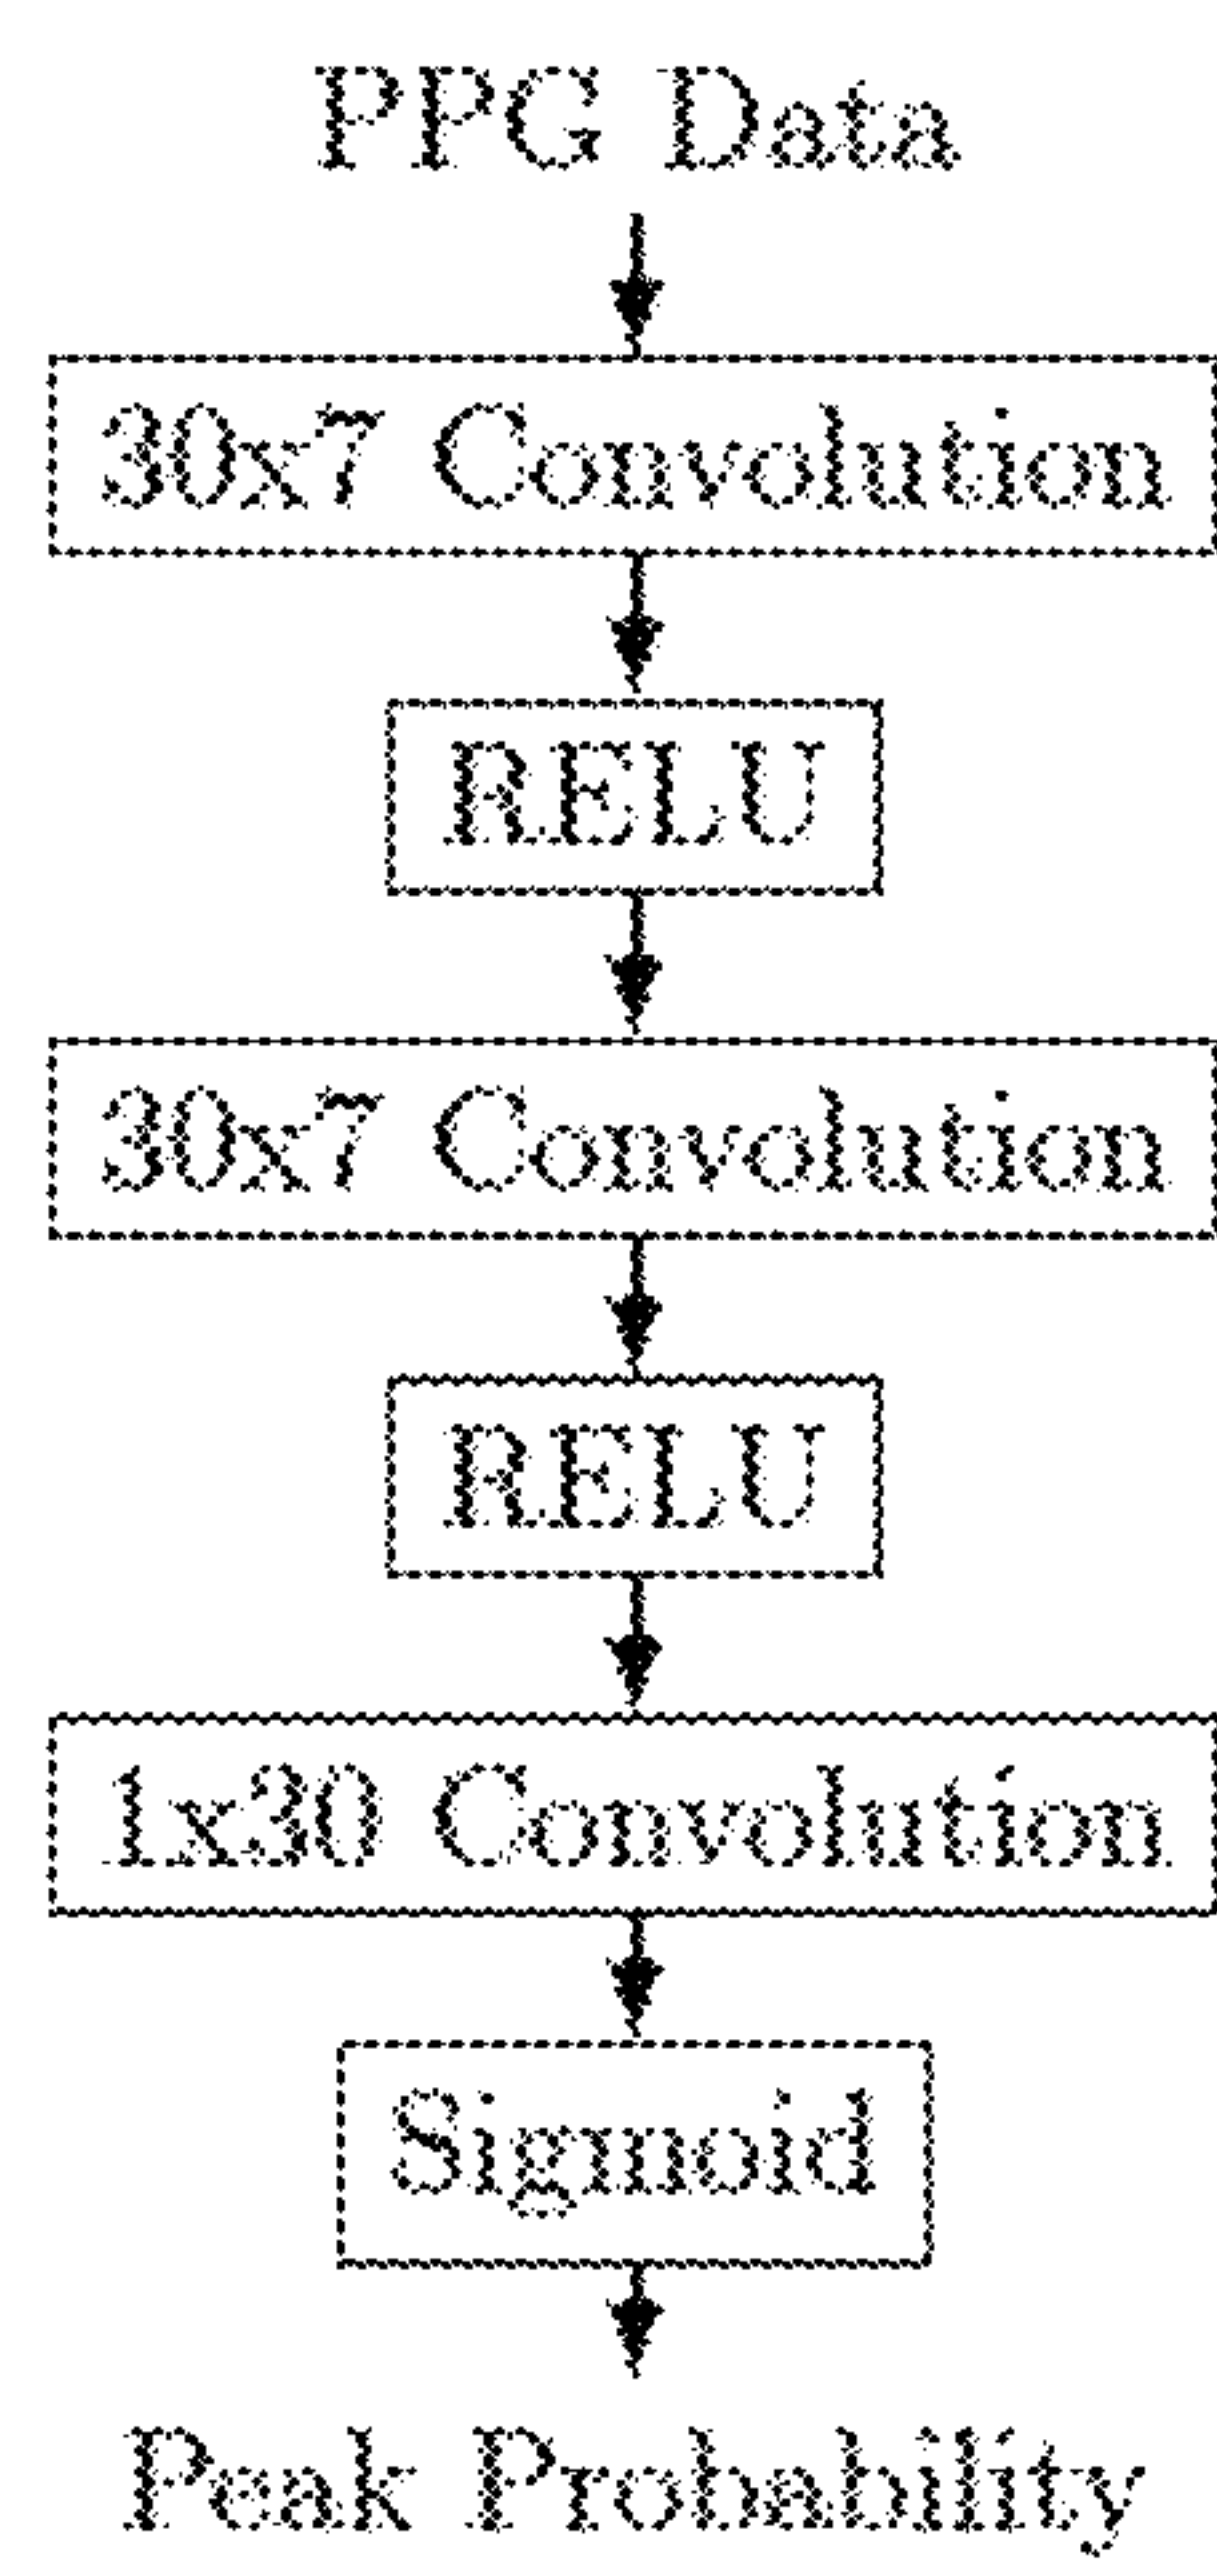 PPG Data
30x7 Convolution
RELU
30x7 Convolution
RELU
1x30 Convolution
Sigmoid
Peak Probability